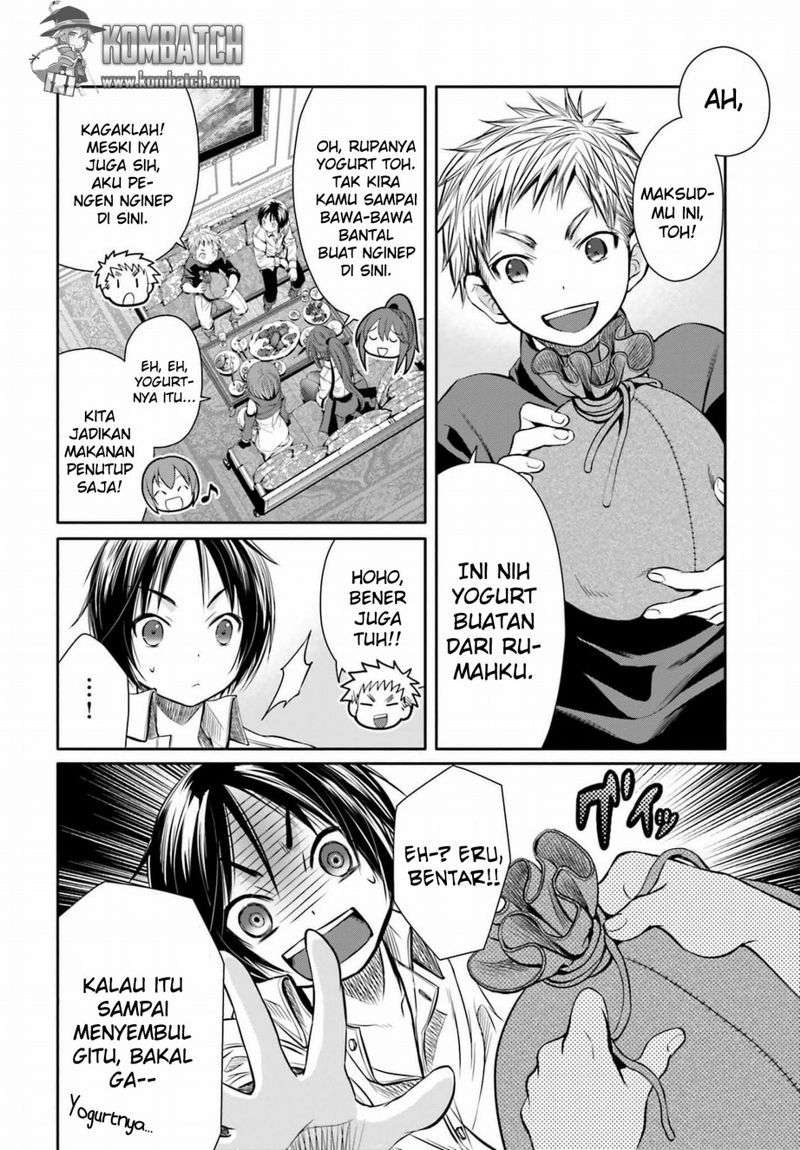 KOMBATCH
www.kombatch.com
AH,
MAKSUD-
MU INI,
TOH!
INI NIH
YOGURT
BUATAN
DARI RU-
MAHKU.
OH, RUPANYA
YOGURT TOH.
TAK KIRA
KAMU SAMPAI
BAWA-BAWA
BANTAL
BUAT NGINEP
DI SINI.
KAGAKLAH!
MESKI IYA
JUGA SIH,
AKU PE-
NGEN NGINEP
DI SINI.
EH, EH,
YOGURT-
NYA ITU...
KITA
JADIKAN
MAKANAN
PENUTUP
SAJA!
HOHO,
BENER
JUGA
TUH!!
...!
グイッ
EH-? ERU,
BENTAR!!
KALAU ITU
SAMPAI
MENYEMBUL
GITU, BAKAL
GA--
Yogurtnya...